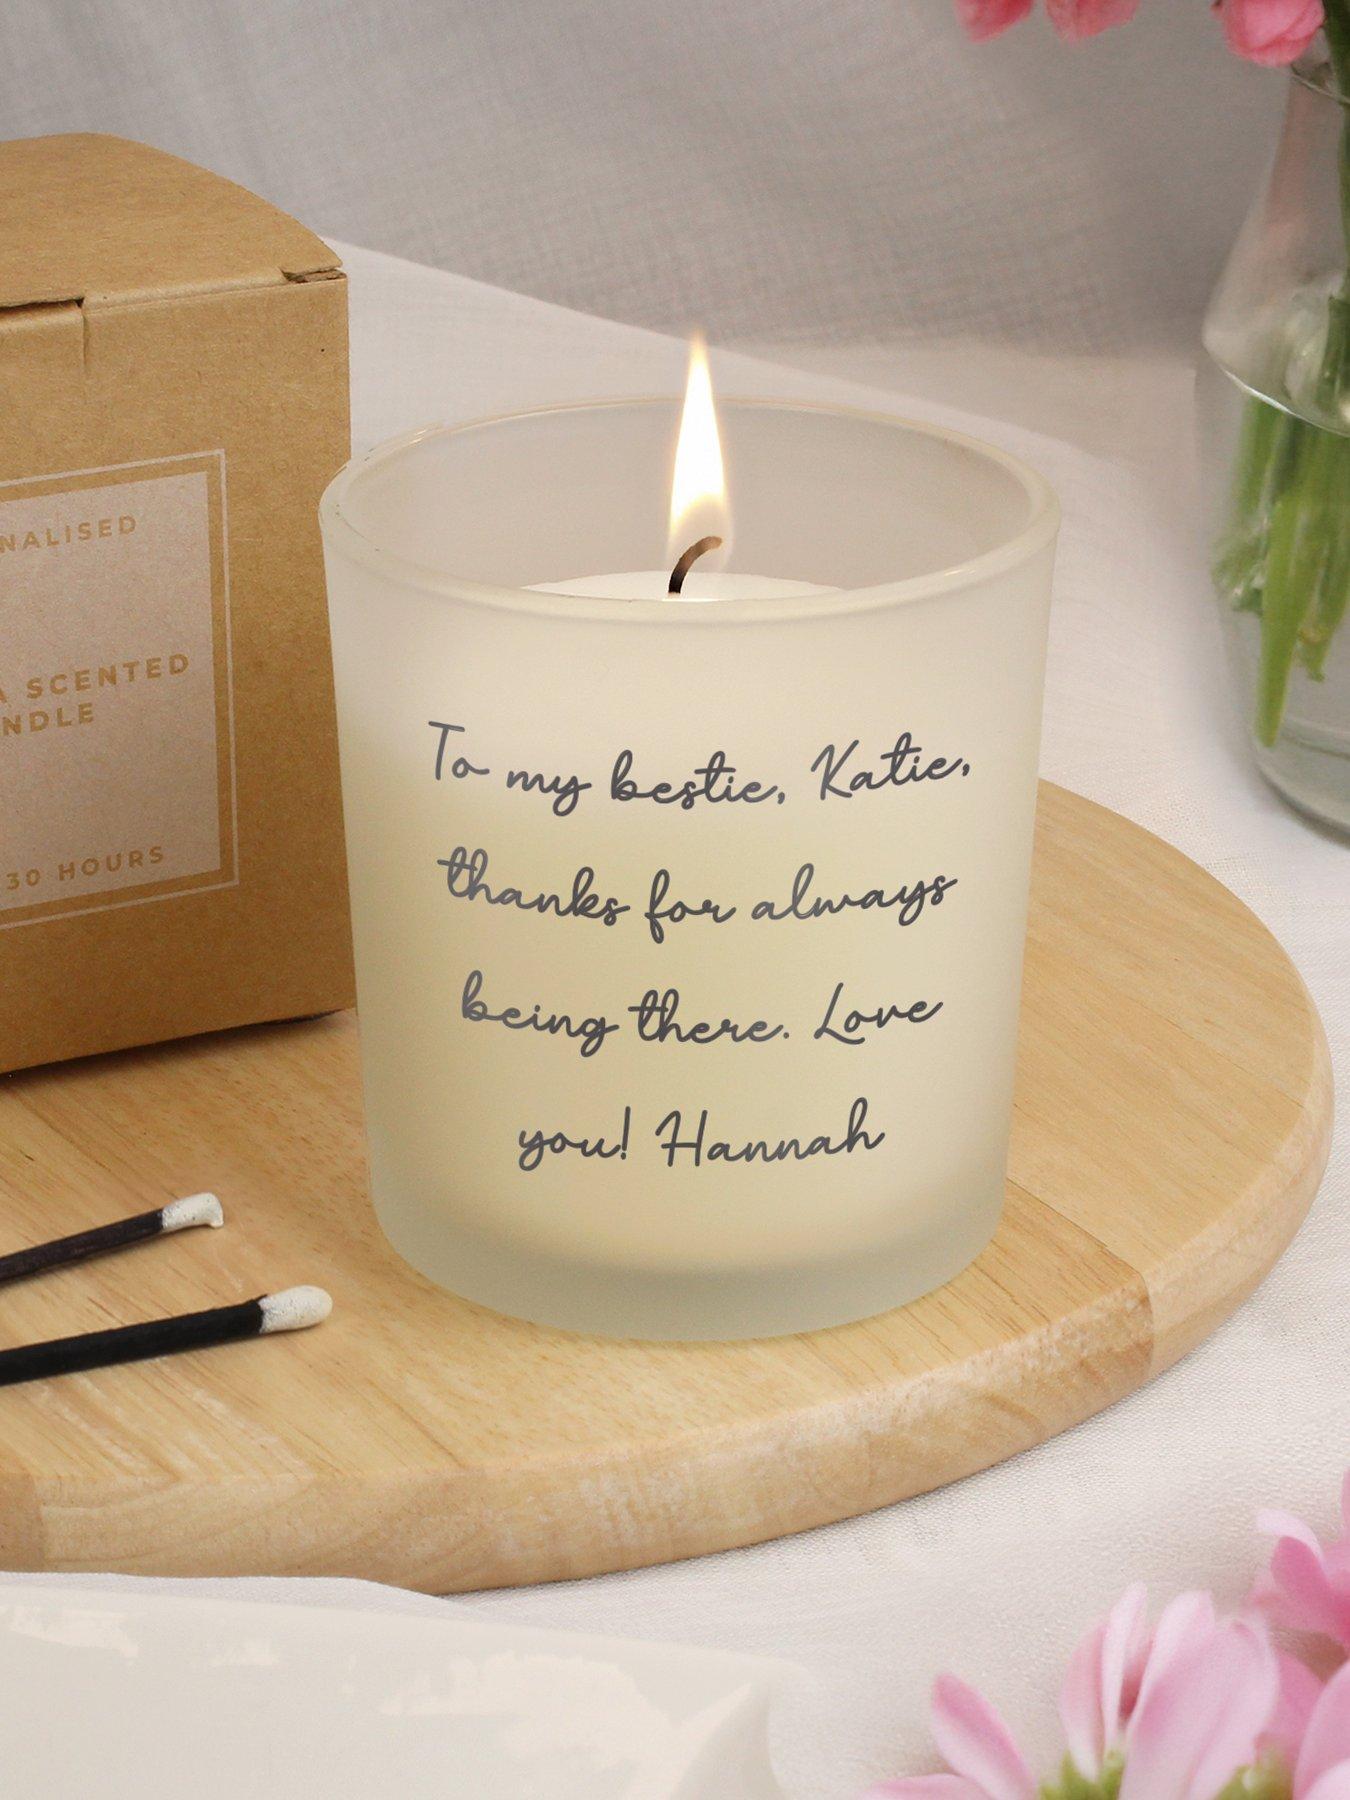 NALISED
A SCENTED
NDLE
30 HOURS
To my bestie, Katie,
thanks for always
being there. Love
you! Hannah